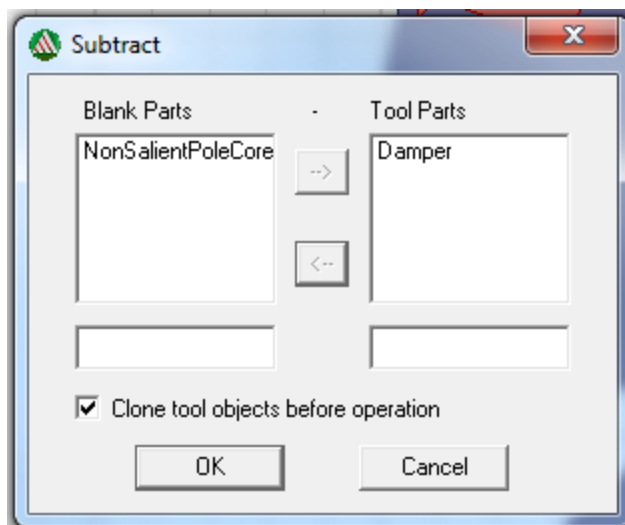 Subtract
Blank Parts - Tool Parts
NonSalientPoleCore
Damper
-->
<--
Clone tool objects before operation
OK
Cancel